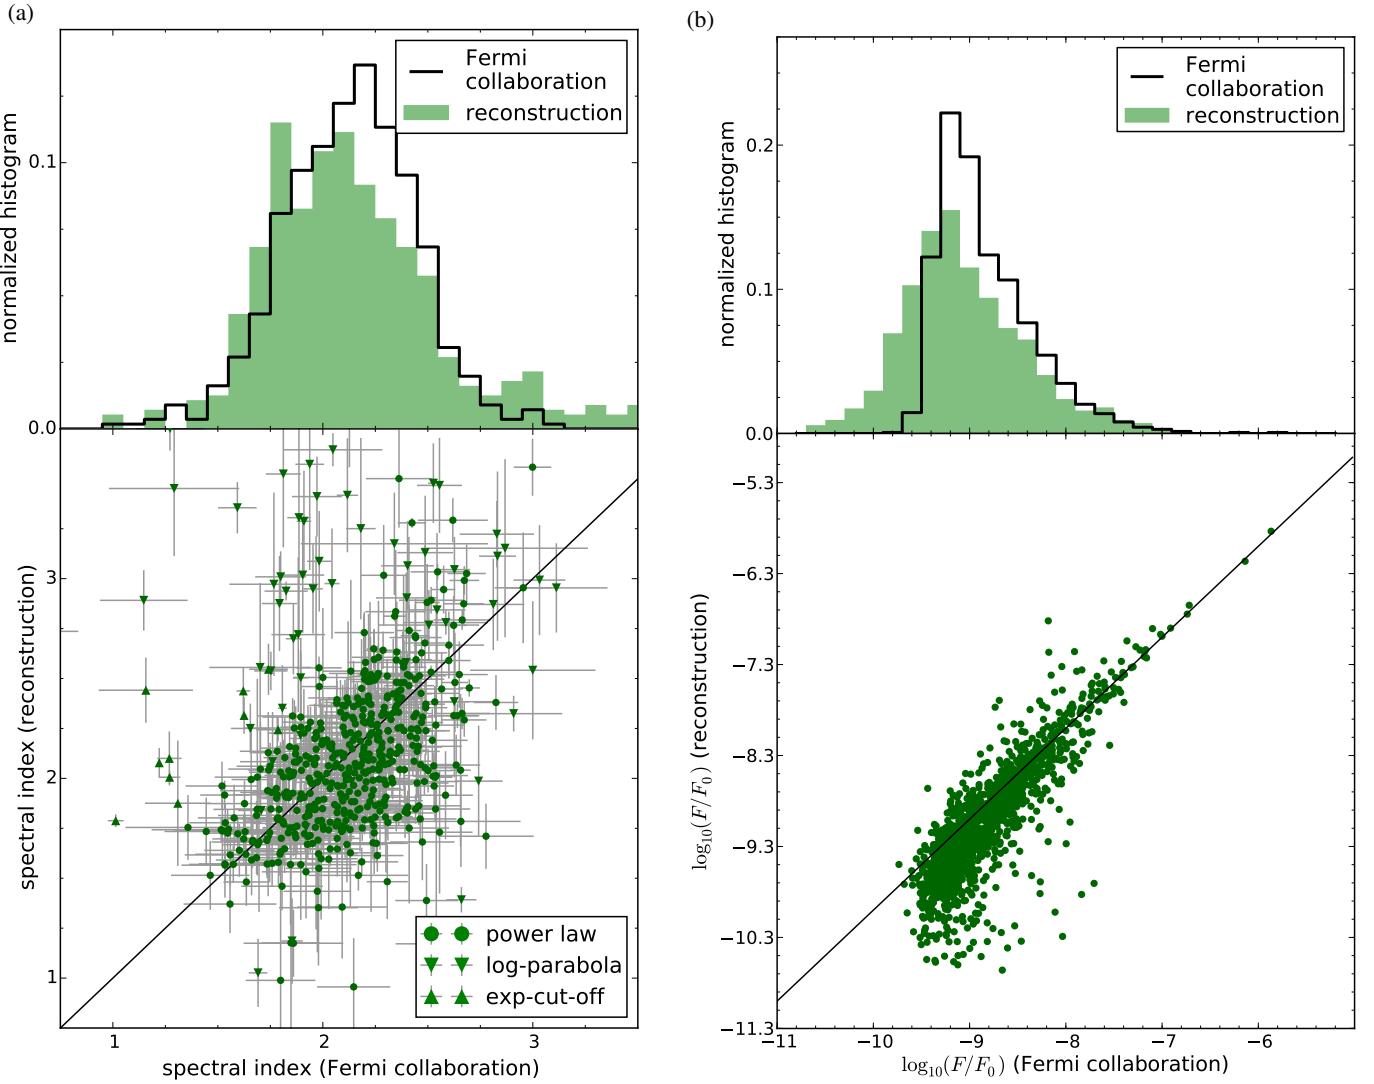 (a)
Fermi
collaboration
reconstruction
normalized histogram
0.1
0.0
spectral index (reconstruction)
3
2
1
power law
log-parabola
exp-cut-off
1 2 3
spectral index (Fermi collaboration)
(b)
Fermi
collaboration
reconstruction
normalized histogram
0.2
0.1
0.0
log₁₀(F/F₀) (reconstruction)
−5.3
−6.3
−7.3
−8.3
−9.3
−10.3
−11.3
−11 −10 −9 −8 −7 −6
log₁₀(F/F₀) (Fermi collaboration)